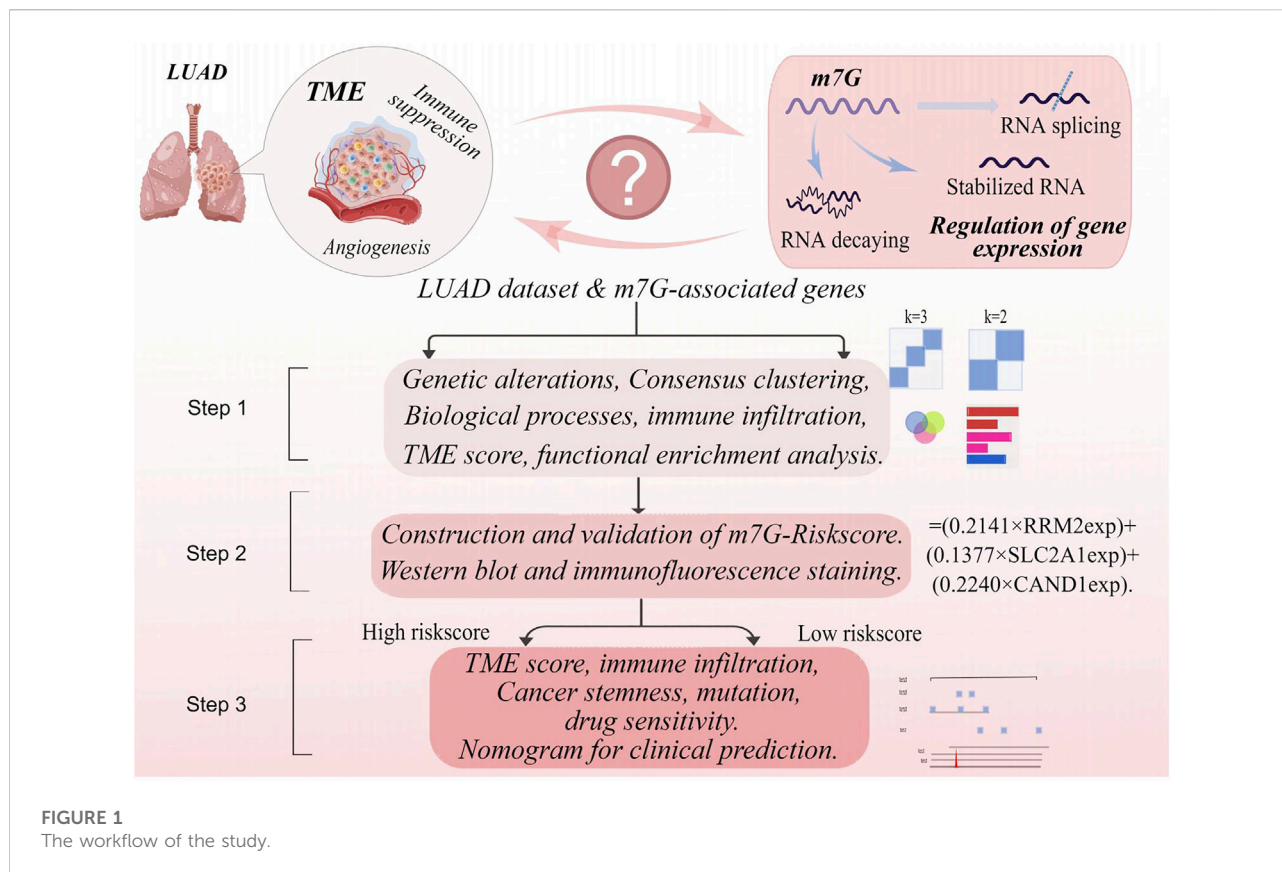 LUAD
TME
Immune
suppression
Angiogenesis
?
m7G
RNA splicing
Stabilized RNA
RNA decaying
Regulation of gene
expression
LUAD dataset & m7G-associated genes
k=3
k=2
Step 1
Genetic alterations, Consensus clustering,
Biological processes, immune infiltration,
TME score, functional enrichment analysis.
Step 2
Construction and validation of m7G-Riskscore.
Western blot and immunofluorescence staining.
=(0.2141×RRM2exp)+
(0.1377×SLC2A1exp)+
(0.2240×CAND1exp).
High riskscore
Low riskscore
Step 3
TME score, immune infiltration,
Cancer stemness, mutation,
drug sensitivity.
Nomogram for clinical prediction.
FIGURE 1
The workflow of the study.